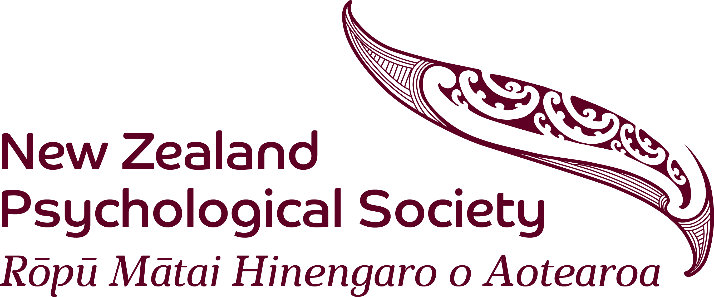 New Zealand
Psychological Society
Rōpū Mātai Hinengaro o Aotearoa